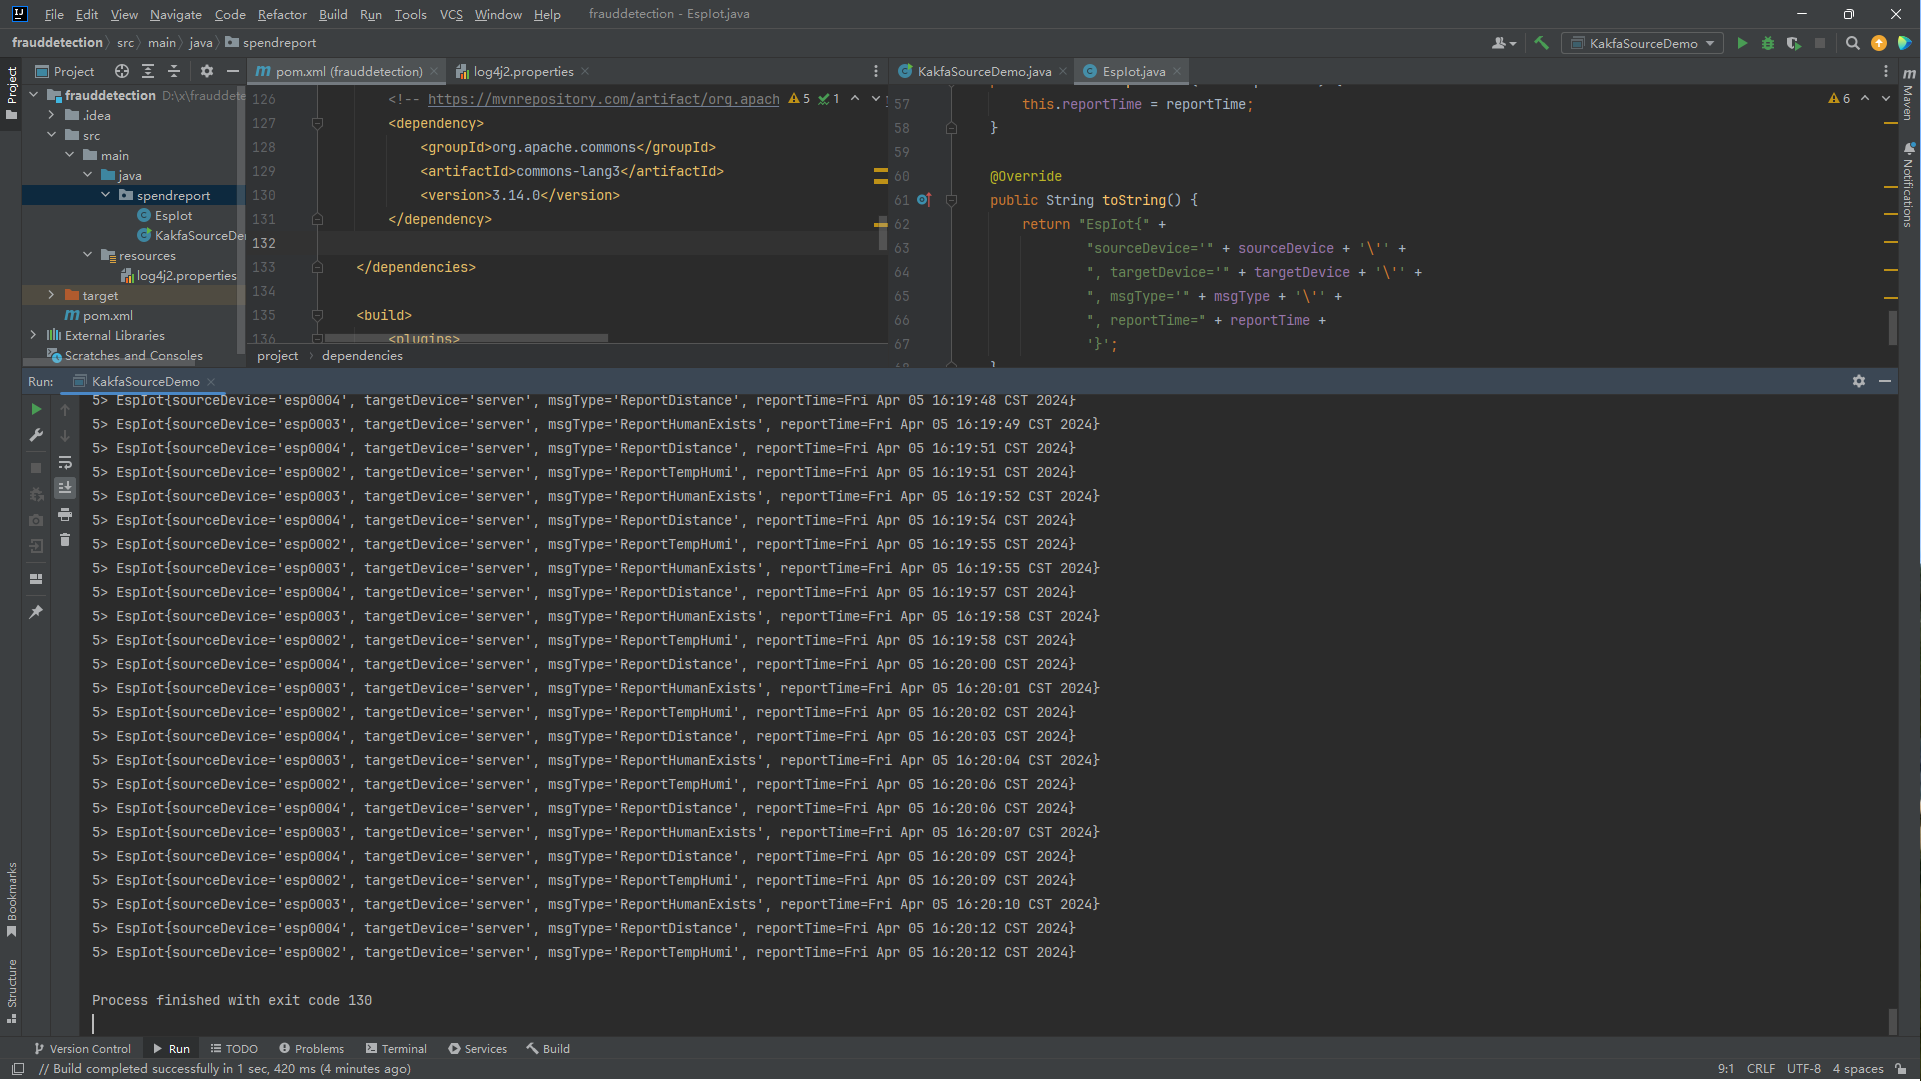 File Edit View Navigate Code Refactor Build Run Tools VCS Window Help frauddetection - EspIot.java
frauddetection src main java spendreport KakfaSourceDemo
Project
frauddetection D:\x\frauddete
.idea
src
main
java
spendreport
EspIot
KakfaSourceDe
resources
log4j2.properties
target
pom.xml
External Libraries
Scratches and Consoles
pom.xml (frauddetection) log4j2.properties
126 <!-- https://mvnrepository.com/artifact/org.apach 5 1
127 <dependency>
128 <groupId>org.apache.commons</groupId>
129 <artifactId>commons-lang3</artifactId>
130 <version>3.14.0</version>
131 </dependency>
132
133 </dependencies>
134
135 <build>
136 <plugins>
project dependencies
KakfaSourceDemo.java EspIot.java
6
57 this.reportTime = reportTime;
58 }
59
60 @Override
61 public String toString() {
62 return "EspIot{" +
63 "sourceDevice='" + sourceDevice + '\'' +
64 ", targetDevice='" + targetDevice + '\'' +
65 ", msgType='" + msgType + '\'' +
66 ", reportTime=" + reportTime +
67 '}';
68 }
Project
Bookmarks
Structure
m
Maven
Notifications
Run: KakfaSourceDemo
5> EspIot{sourceDevice='esp0004', targetDevice='server', msgType='ReportDistance', reportTime=Fri Apr 05 16:19:48 CST 2024}
5> EspIot{sourceDevice='esp0003', targetDevice='server', msgType='ReportHumanExists', reportTime=Fri Apr 05 16:19:49 CST 2024}
5> EspIot{sourceDevice='esp0004', targetDevice='server', msgType='ReportDistance', reportTime=Fri Apr 05 16:19:51 CST 2024}
5> EspIot{sourceDevice='esp0002', targetDevice='server', msgType='ReportTempHumi', reportTime=Fri Apr 05 16:19:51 CST 2024}
5> EspIot{sourceDevice='esp0003', targetDevice='server', msgType='ReportHumanExists', reportTime=Fri Apr 05 16:19:52 CST 2024}
5> EspIot{sourceDevice='esp0004', targetDevice='server', msgType='ReportDistance', reportTime=Fri Apr 05 16:19:54 CST 2024}
5> EspIot{sourceDevice='esp0002', targetDevice='server', msgType='ReportTempHumi', reportTime=Fri Apr 05 16:19:55 CST 2024}
5> EspIot{sourceDevice='esp0003', targetDevice='server', msgType='ReportHumanExists', reportTime=Fri Apr 05 16:19:55 CST 2024}
5> EspIot{sourceDevice='esp0004', targetDevice='server', msgType='ReportDistance', reportTime=Fri Apr 05 16:19:57 CST 2024}
5> EspIot{sourceDevice='esp0003', targetDevice='server', msgType='ReportHumanExists', reportTime=Fri Apr 05 16:19:58 CST 2024}
5> EspIot{sourceDevice='esp0002', targetDevice='server', msgType='ReportTempHumi', reportTime=Fri Apr 05 16:19:58 CST 2024}
5> EspIot{sourceDevice='esp0004', targetDevice='server', msgType='ReportDistance', reportTime=Fri Apr 05 16:20:00 CST 2024}
5> EspIot{sourceDevice='esp0003', targetDevice='server', msgType='ReportHumanExists', reportTime=Fri Apr 05 16:20:01 CST 2024}
5> EspIot{sourceDevice='esp0002', targetDevice='server', msgType='ReportTempHumi', reportTime=Fri Apr 05 16:20:02 CST 2024}
5> EspIot{sourceDevice='esp0004', targetDevice='server', msgType='ReportDistance', reportTime=Fri Apr 05 16:20:03 CST 2024}
5> EspIot{sourceDevice='esp0003', targetDevice='server', msgType='ReportHumanExists', reportTime=Fri Apr 05 16:20:04 CST 2024}
5> EspIot{sourceDevice='esp0002', targetDevice='server', msgType='ReportTempHumi', reportTime=Fri Apr 05 16:20:06 CST 2024}
5> EspIot{sourceDevice='esp0004', targetDevice='server', msgType='ReportDistance', reportTime=Fri Apr 05 16:20:06 CST 2024}
5> EspIot{sourceDevice='esp0003', targetDevice='server', msgType='ReportHumanExists', reportTime=Fri Apr 05 16:20:07 CST 2024}
5> EspIot{sourceDevice='esp0004', targetDevice='server', msgType='ReportDistance', reportTime=Fri Apr 05 16:20:09 CST 2024}
5> EspIot{sourceDevice='esp0002', targetDevice='server', msgType='ReportTempHumi', reportTime=Fri Apr 05 16:20:09 CST 2024}
5> EspIot{sourceDevice='esp0003', targetDevice='server', msgType='ReportHumanExists', reportTime=Fri Apr 05 16:20:10 CST 2024}
5> EspIot{sourceDevice='esp0004', targetDevice='server', msgType='ReportDistance', reportTime=Fri Apr 05 16:20:12 CST 2024}
5> EspIot{sourceDevice='esp0002', targetDevice='server', msgType='ReportTempHumi', reportTime=Fri Apr 05 16:20:12 CST 2024}
Process finished with exit code 130
Version Control Run TODO Problems Terminal Services Build
// Build completed successfully in 1 sec, 420 ms (4 minutes ago) 9:1 CRLF UTF-8 4 spaces